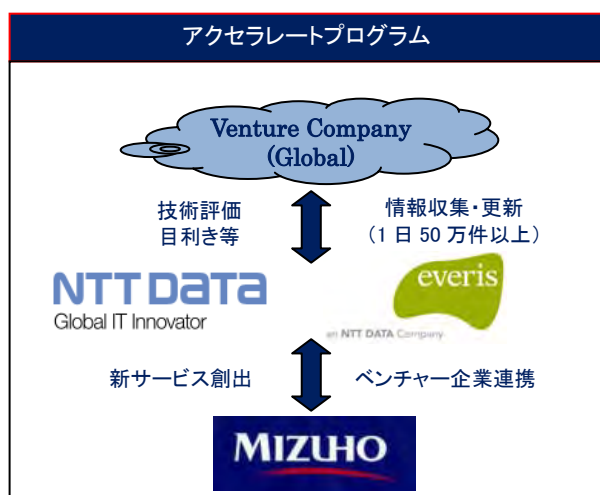 アクセラレートプログラム
Venture Company
(Global)
技術評価
目利き等
情報収集・更新
（1 日 50 万件以上）
NTT DATA
Global IT Innovator
everis
an NTT DATA Company
新サービス創出
ベンチャー企業連携
MIZUHO